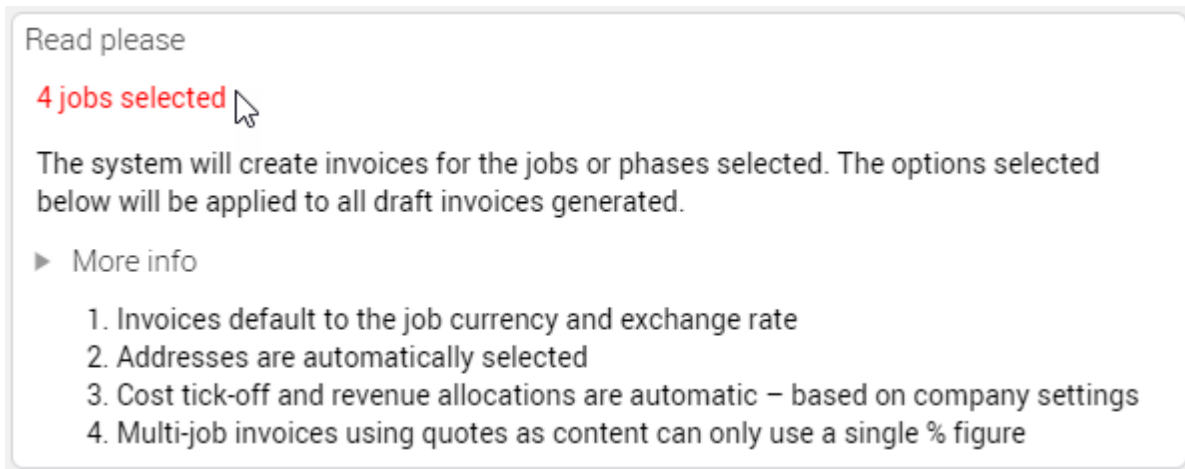 Read please
4 jobs selected
The system will create invoices for the jobs or phases selected. The options selected
below will be applied to all draft invoices generated.
More info
1. Invoices default to the job currency and exchange rate
2. Addresses are automatically selected
3. Cost tick-off and revenue allocations are automatic – based on company settings
4. Multi-job invoices using quotes as content can only use a single % figure